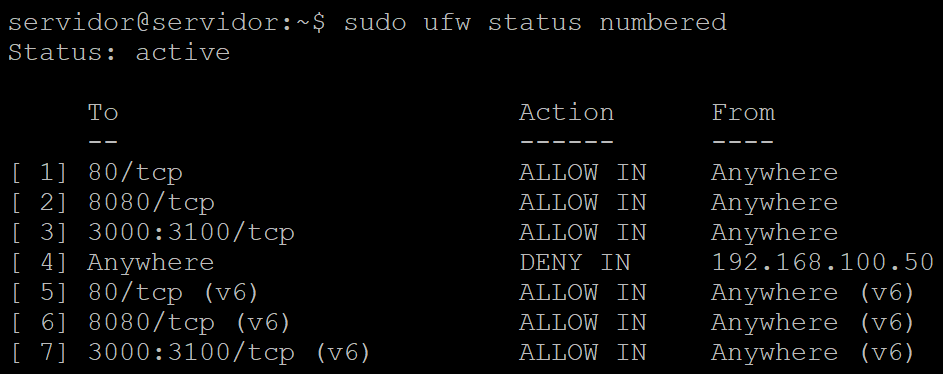 servidor@servidor:~$ sudo ufw status numbered
Status: active
To Action From
-- ------ ----
[ 1] 80/tcp ALLOW IN Anywhere
[ 2] 8080/tcp ALLOW IN Anywhere
[ 3] 3000:3100/tcp ALLOW IN Anywhere
[ 4] Anywhere DENY IN 192.168.100.50
[ 5] 80/tcp (v6) ALLOW IN Anywhere (v6)
[ 6] 8080/tcp (v6) ALLOW IN Anywhere (v6)
[ 7] 3000:3100/tcp (v6) ALLOW IN Anywhere (v6)